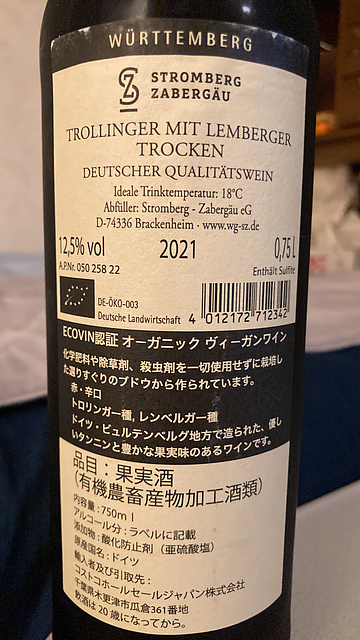 WÜRTTEMBERG
STROMBERG
ZABERGÄU
TROLLINGER MIT LEMBERGER
TROCKEN
DEUTSCHER QUALITÄTSWEIN
Ideale Trinktemperatur: 18°C
Abfüller: Stromberg - Zabergäu eG
D-74336 Brackenheim · www.wg-sz.de
12,5% vol 2021 0,75 L
A.P.Nr. 050 258 22 Enthält Sulfite
DE-ÖKO-003
Deutsche Landwirtschaft
4 012172 712342
ECOVIN認証 オーガニック ヴィーガンワイン
化学肥料や除草剤、殺虫剤を一切使用せずに栽培し
た選りすぐりのブドウから作られています。
赤・辛口
トロリンガー種, レンベルガー種
ドイツ・ビュルテンベルグ地方で造られた、優し
いタンニンと豊かな果実味のあるワインです。
品目：果実酒
（有機農畜産物加工酒類）
内容量：750ml
アルコール分：ラベルに記載
添加物：酸化防止剤（亜硫酸塩）
原産国名：ドイツ
輸入者及び引取先：
コストコホールセールジャパン株式会社
千葉県木更津市瓜倉361番地
飲酒は20歳になってから。